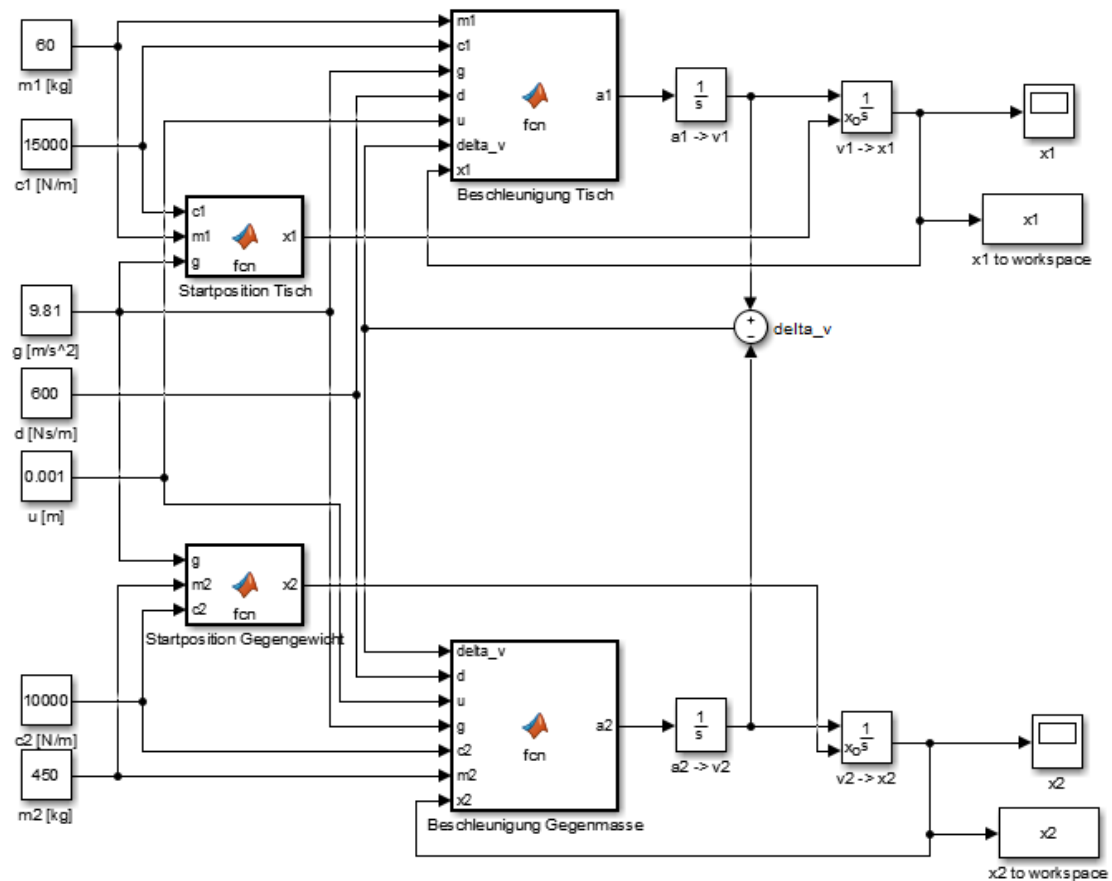 60
m1 [kg]
15000
c1 [N/m]
9.81
g [m/s^2]
600
d [Ns/m]
0.001
u [m]
10000
c2 [N/m]
450
m2 [kg]
c1
m1
g
x1
fcn
Startposition Tisch
g
m2
c2
x2
fcn
Startposition Gegengewicht
m1
c1
g
d
u
delta_v
x1
a1
fcn
Beschleunigung Tisch
1
s
a1 -> v1
1
s
xo
v1 -> x1
x1
x1
x1 to workspace
+
−
delta_v
delta_v
d
u
g
c2
m2
x2
a2
fcn
Beschleunigung Gegenmasse
1
s
a2 -> v2
1
s
xo
v2 -> x2
x2
x2
x2 to workspace